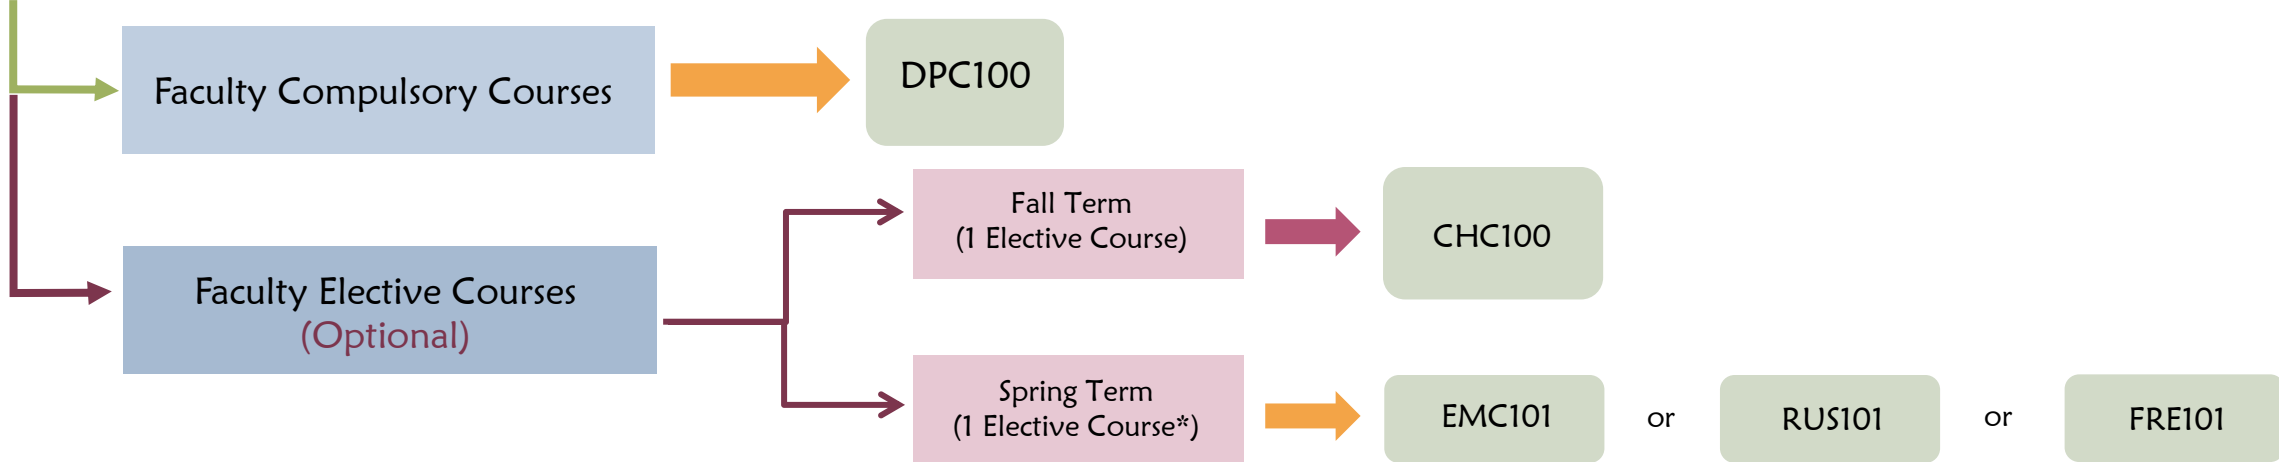 Faculty Compulsory Courses
DPC100
Faculty Elective Courses
(Optional)
Fall Term
(1 Elective Course)
CHC100
Spring Term
(1 Elective Course*)
EMC101
or
RUS101
or
FRE101